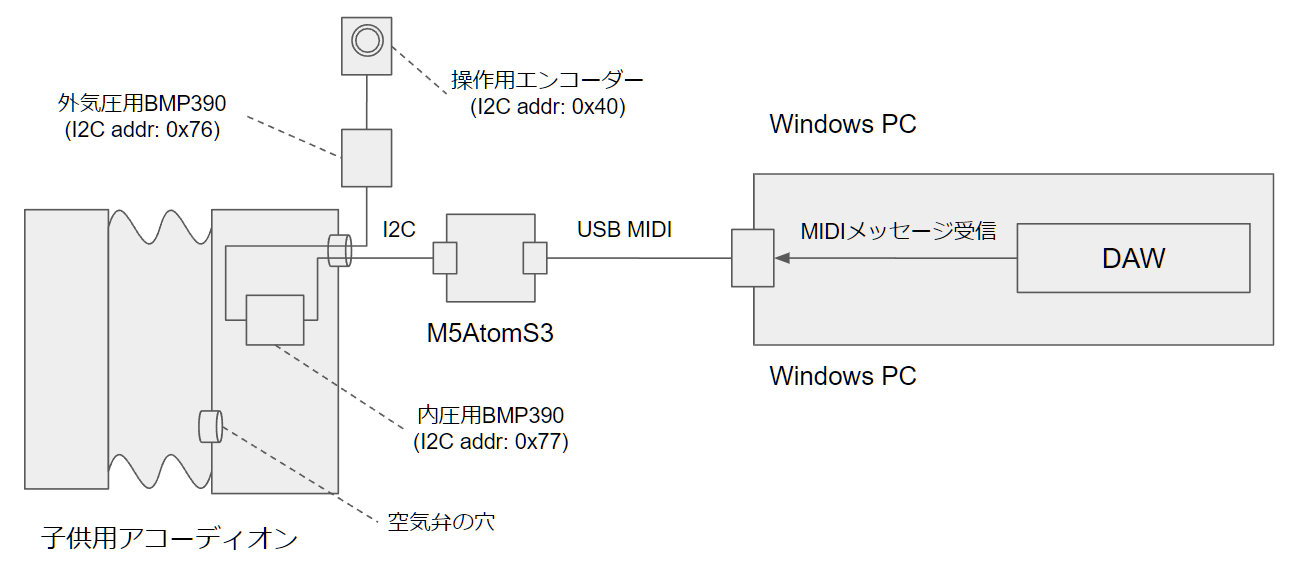 操作用エンコーダー
(I2C addr: 0x40)
外気圧用BMP390
(I2C addr: 0x76)
Windows PC
I2C
USB MIDI
MIDIメッセージ受信
DAW
M5AtomS3
Windows PC
内圧用BMP390
(I2C addr: 0x77)
空気弁の穴
子供用アコーディオン